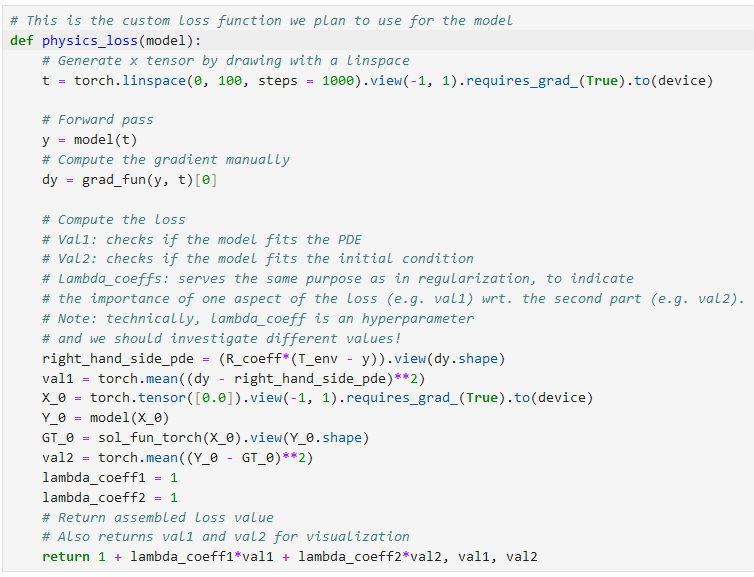 # This is the custom loss function we plan to use for the model
def physics_loss(model):
    # Generate x tensor by drawing with a linspace
    t = torch.linspace(0, 100, steps = 1000).view(-1, 1).requires_grad_(True).to(device)

    # Forward pass
    y = model(t)
    # Compute the gradient manually
    dy = grad_fun(y, t)[0]

    # Compute the loss
    # Val1: checks if the model fits the PDE
    # Val2: checks if the model fits the initial condition
    # Lambda_coeffs: serves the same purpose as in regularization, to indicate
    # the importance of one aspect of the loss (e.g. val1) wrt. the second part (e.g. val2).
    # Note: technically, lambda_coeff is an hyperparameter
    # and we should investigate different values!
    right_hand_side_pde = (R_coeff*(T_env - y)).view(dy.shape)
    val1 = torch.mean((dy - right_hand_side_pde)**2)
    X_0 = torch.tensor([0.0]).view(-1, 1).requires_grad_(True).to(device)
    Y_0 = model(X_0)
    GT_0 = sol_fun_torch(X_0).view(Y_0.shape)
    val2 = torch.mean((Y_0 - GT_0)**2)
    lambda_coeff1 = 1
    lambda_coeff2 = 1
    # Return assembled loss value
    # Also returns val1 and val2 for visualization
    return 1 + lambda_coeff1*val1 + lambda_coeff2*val2, val1, val2